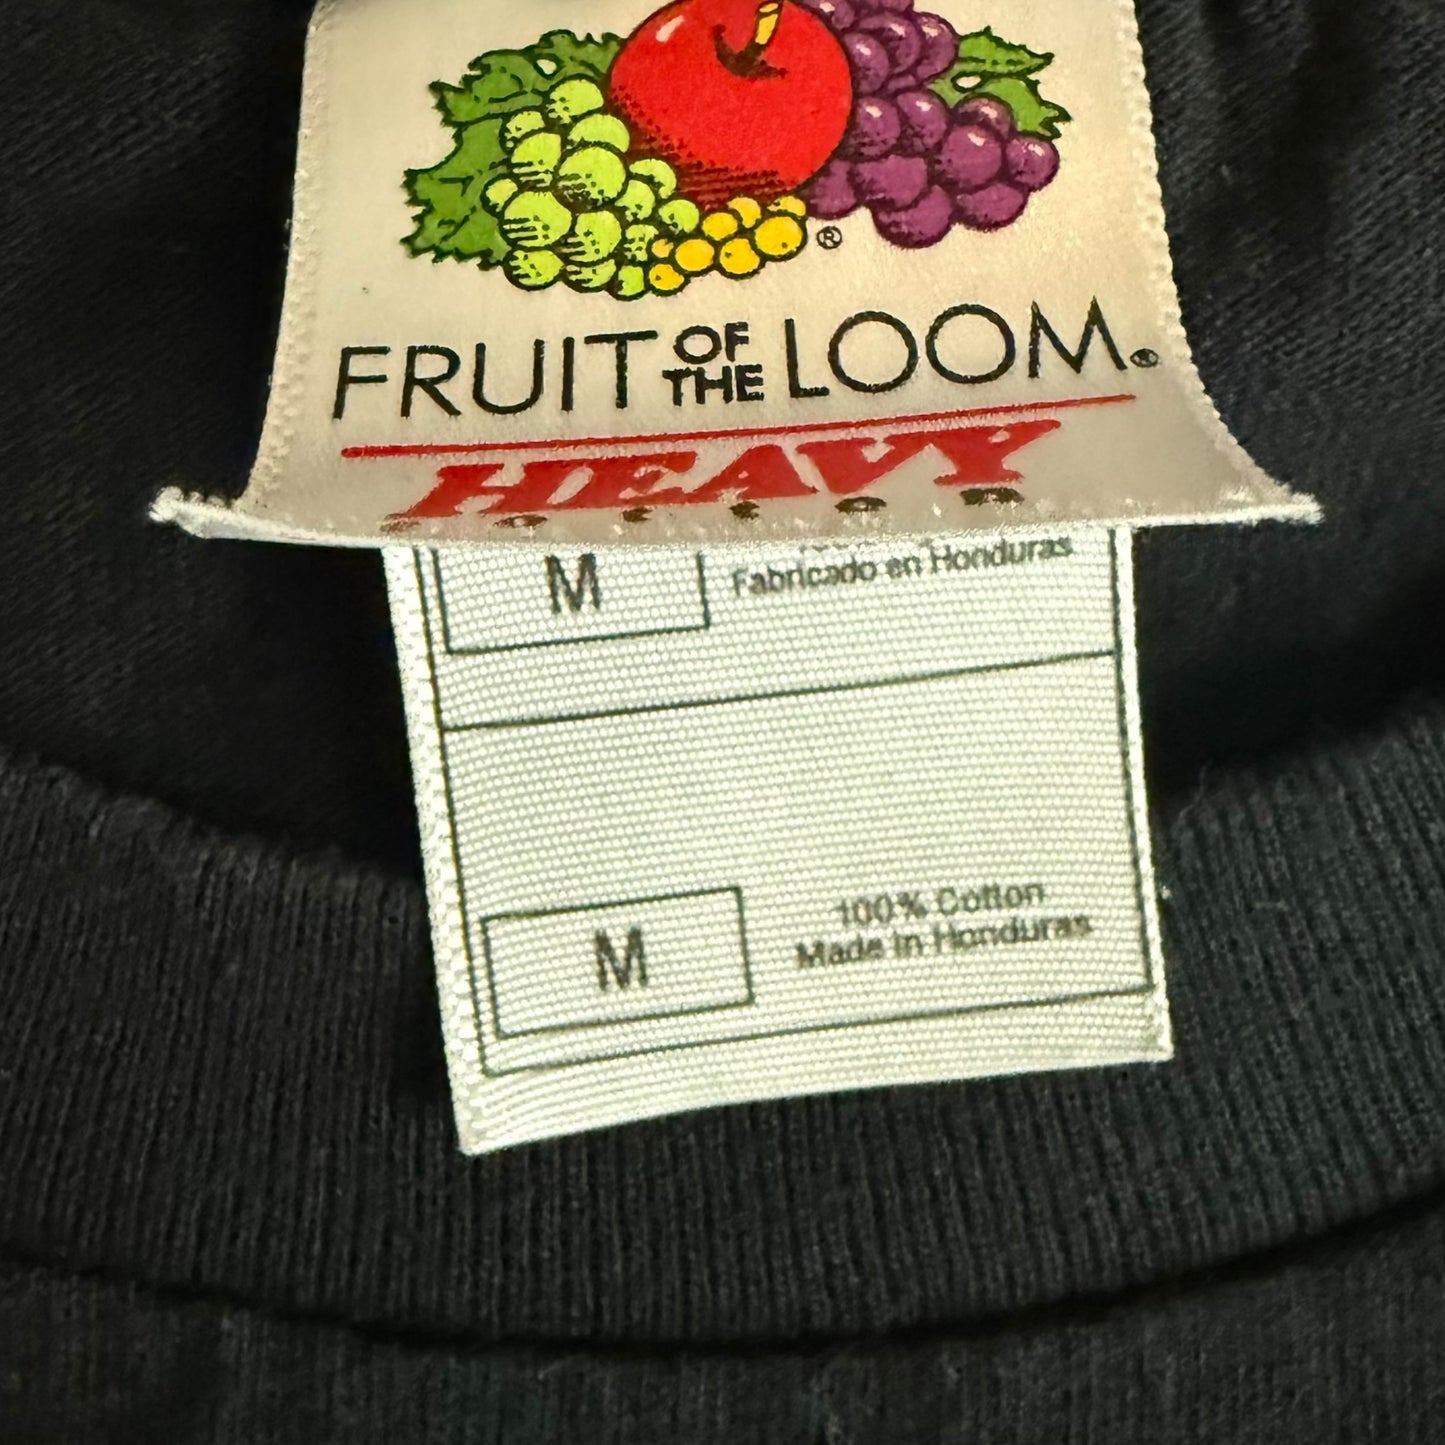 ®
FRUIT OF THE LOOM®
HEAVY
M
Fabricado en Honduras
M
100% Cotton
Made in Honduras